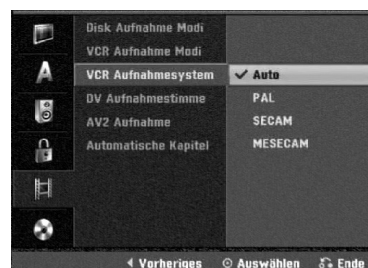 Disk Aufnahme Modi
VCR Aufnahme Modi
VCR Aufnahmesystem
✓ Auto
DV Aufnahmestimme
PAL
AV2 Aufnahme
SECAM
Automatische Kapitel
MESECAM
Vorheriges Auswählen Ende